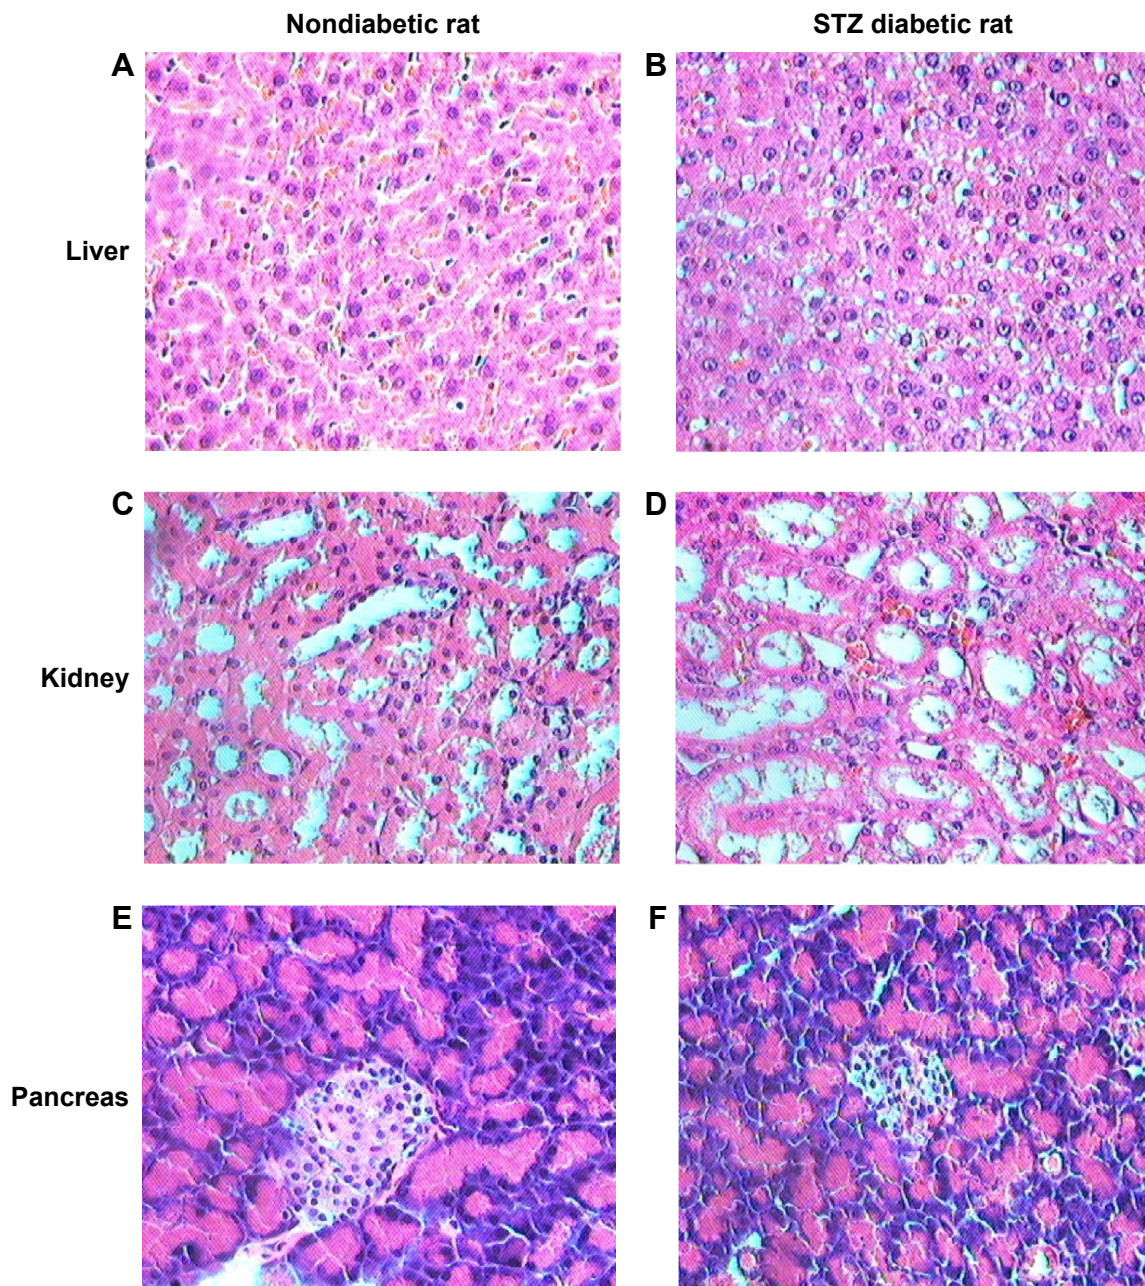 Nondiabetic rat STZ diabetic rat
A B
Liver
C D
Kidney
E F
Pancreas